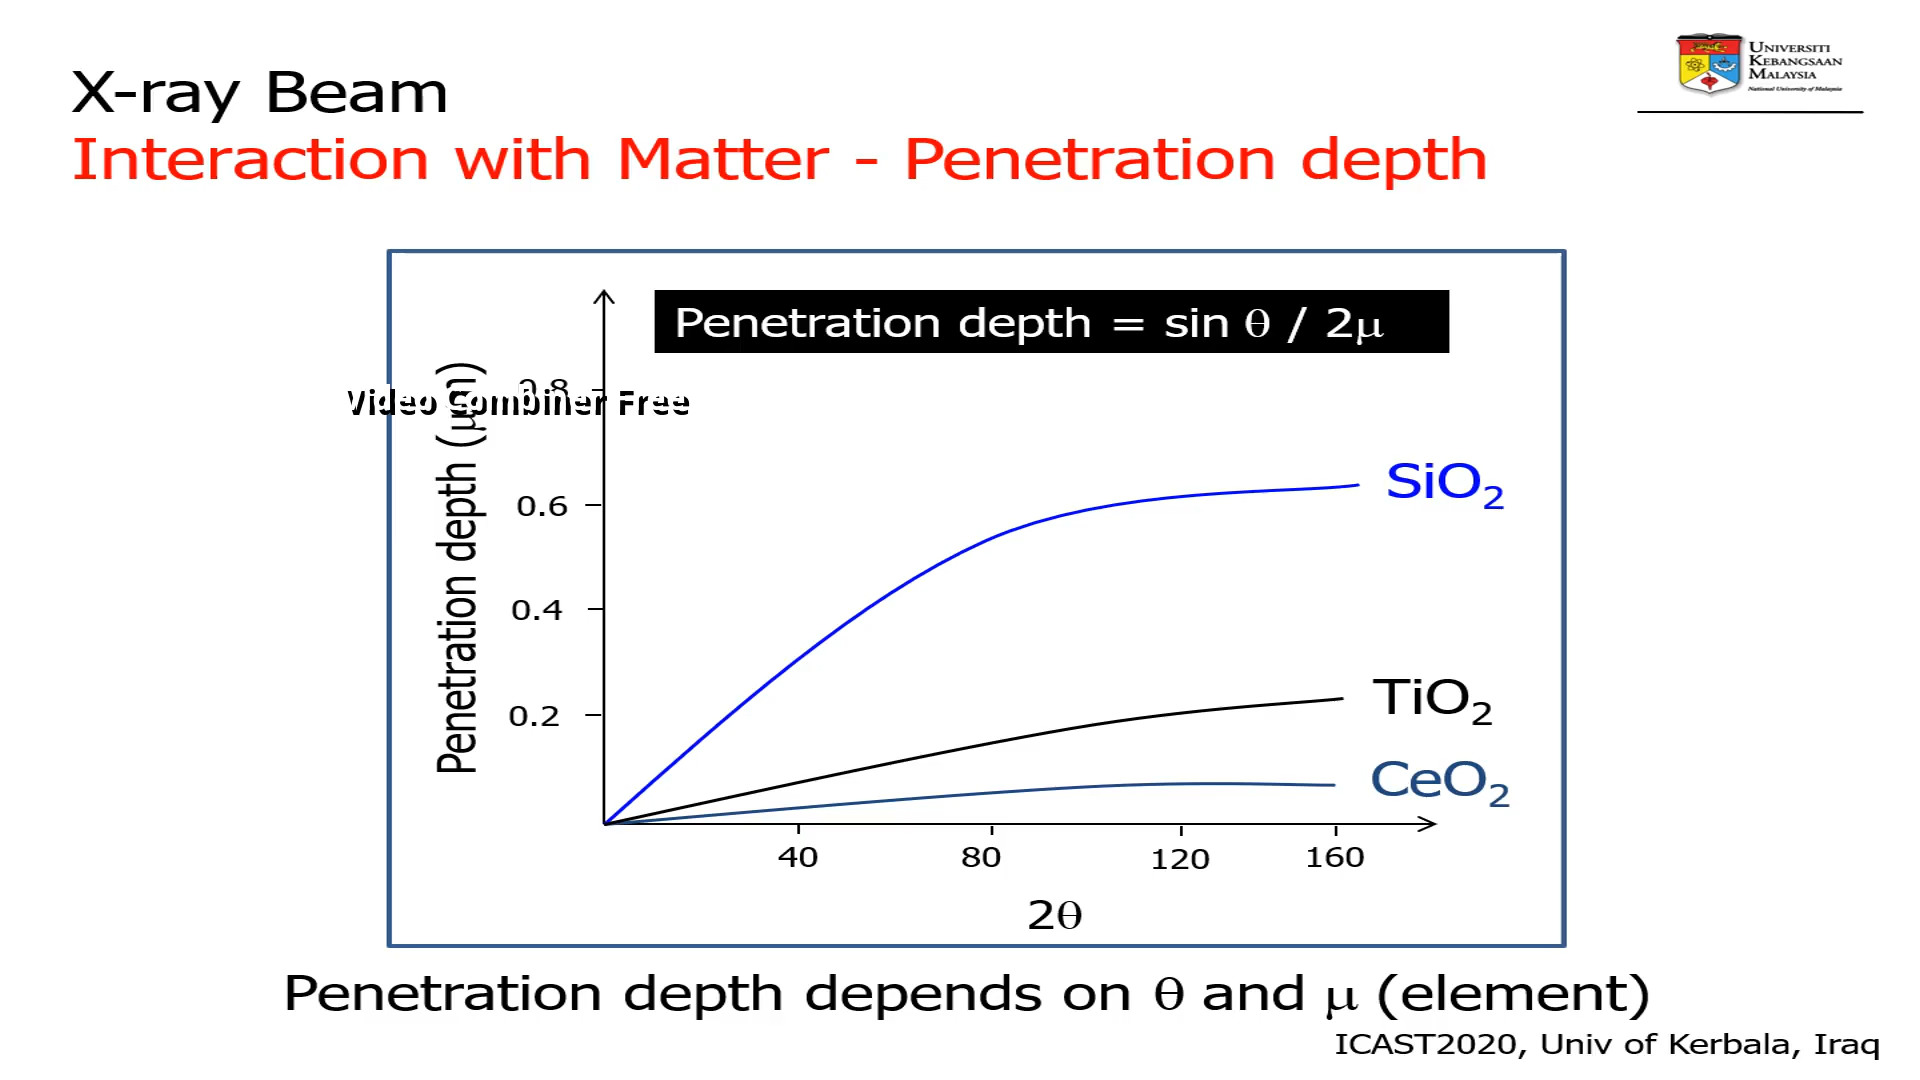 X-ray Beam
Interaction with Matter - Penetration depth
UNIVERSITI
KEBANGSAAN
MALAYSIA
National University of Malaysia
Penetration depth = sin θ / 2μ
Penetration depth (μm)
0.8
Video Combiner Free
0.6
0.4
0.2
SiO₂
TiO₂
CeO₂
40 80 120 160
2θ
Penetration depth depends on θ and μ (element)
ICAST2020, Univ of Kerbala, Iraq